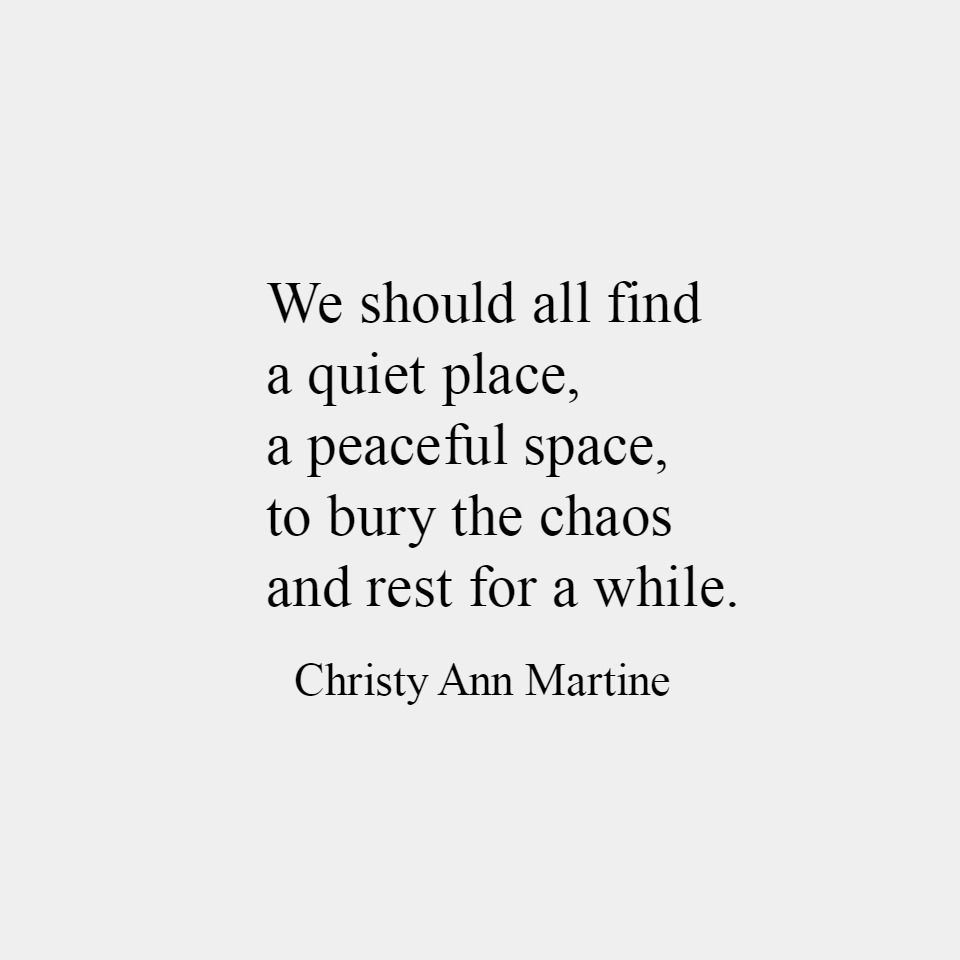 We should all find
a quiet place,
a peaceful space,
to bury the chaos
and rest for a while.
Christy Ann Martine